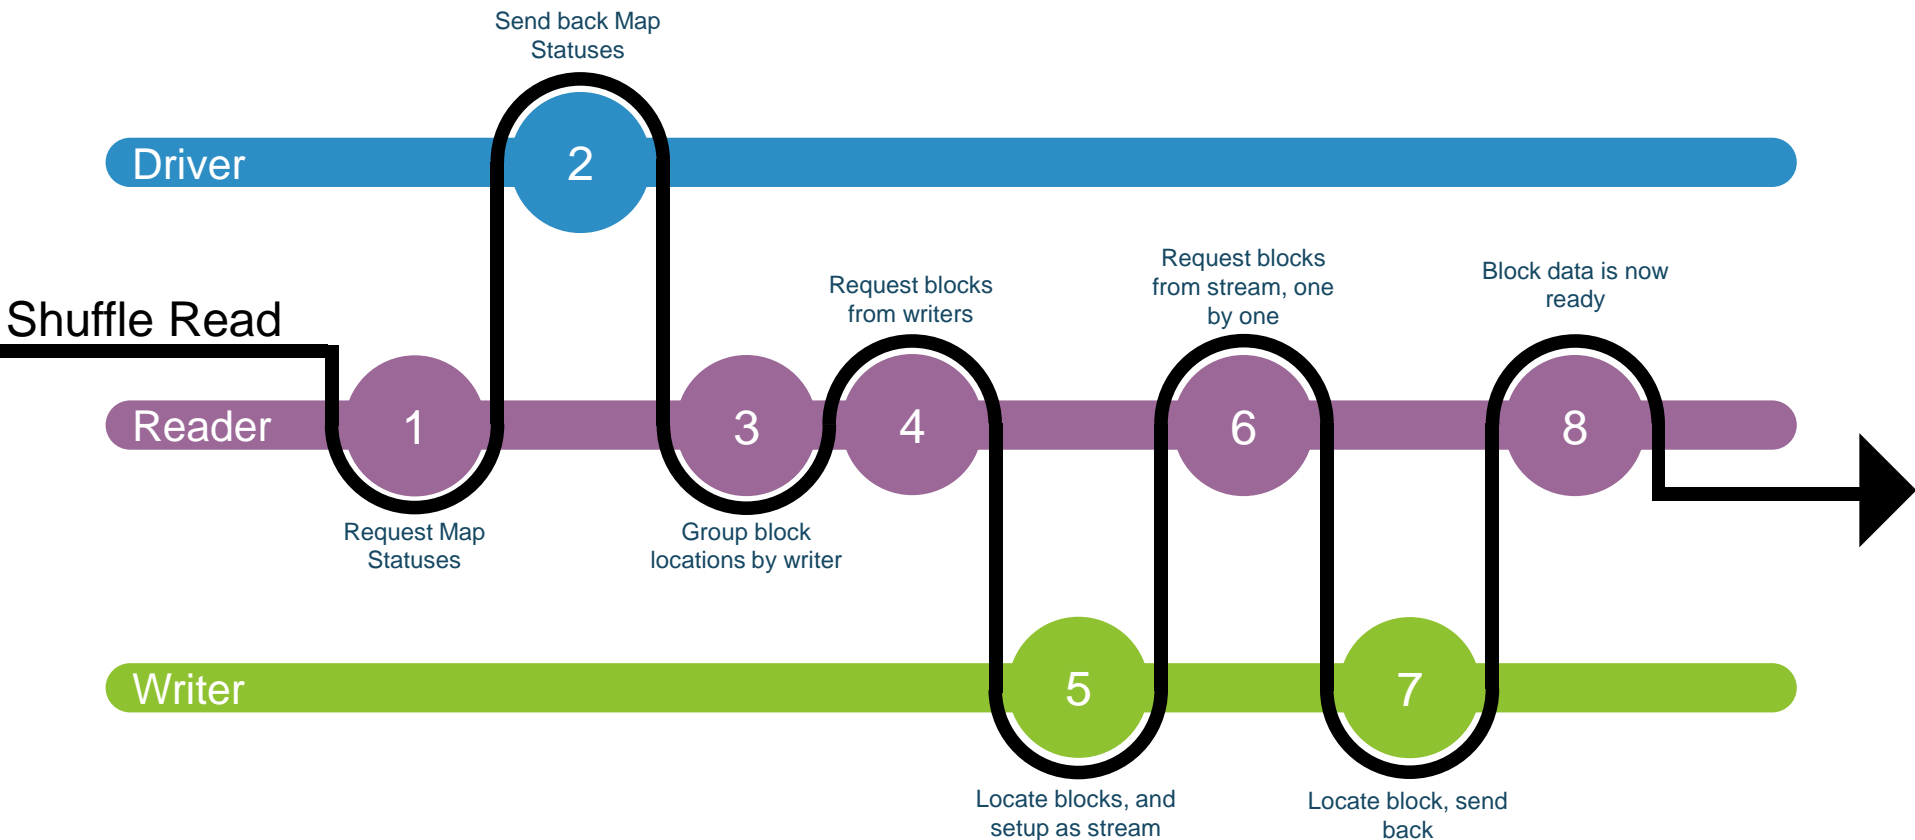 Send back Map
Statuses
Driver
2
Shuffle Read
Request blocks
from writers
Request blocks
from stream, one
by one
Block data is now
ready
Reader
1
3
4
6
8
Request Map
Statuses
Group block
locations by writer
Writer
5
7
Locate blocks, and
setup as stream
Locate block, send
back